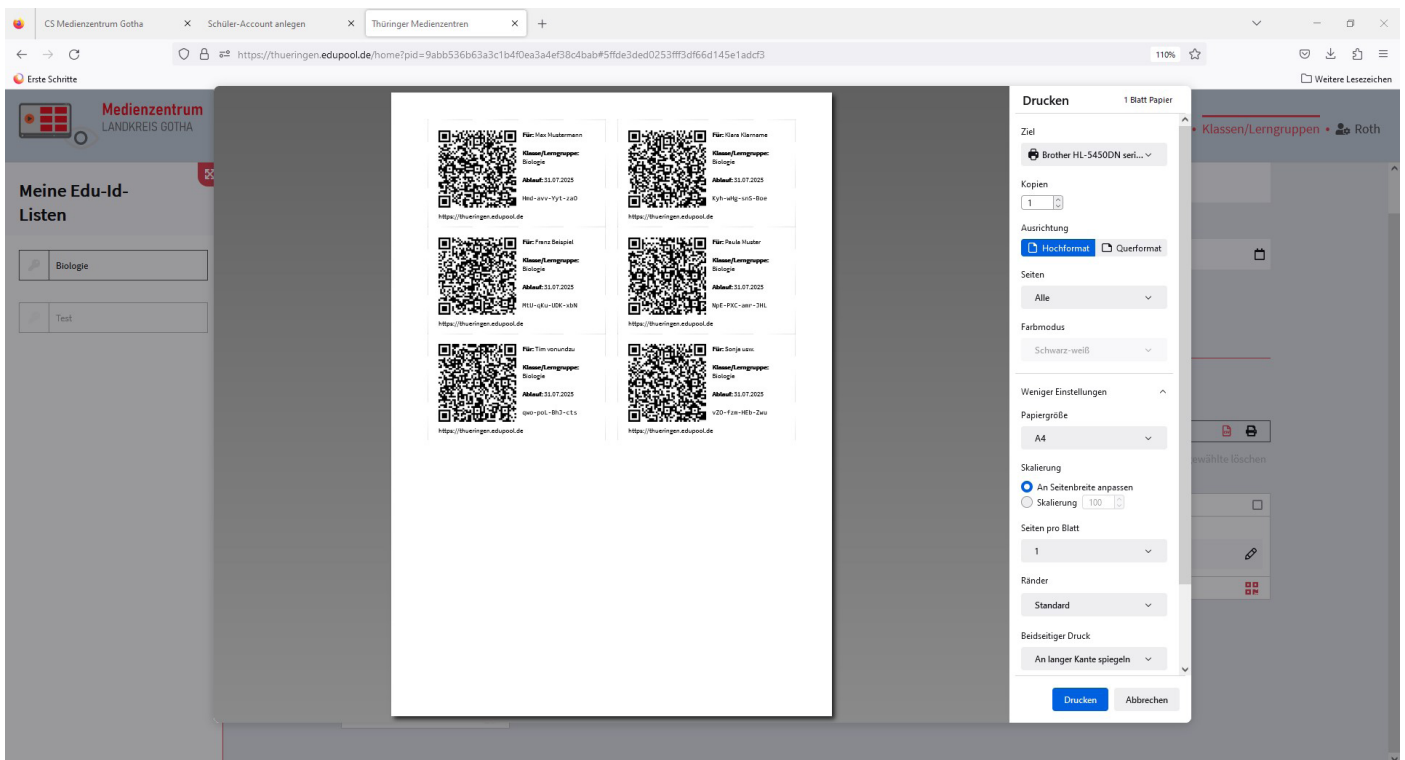 CS Medienzentrum Gotha
Schüler-Account anlegen
Thüringer Medienzentren
https://thueringen.edupool.de/home?pid=9abb536b63a3c1b4f0ea3a4ef38c4bab#5ffde3ded0253fff3df66d145e1adcf3
110%
Erste Schritte
Weitere Lesezeichen
Medienzentrum
LANDKREIS GOTHA
• Klassen/Lerngruppen • Roth
Meine Edu-Id-
Listen
Biologie
Test
Für: Max Mustermann
Klasse/Lerngruppe:
Biologie
Ablauf: 31.07.2025
Hmd-avv-Yyt-zaO
https://thueringen.edupool.de
Für: Klara Klarname
Klasse/Lerngruppe:
Biologie
Ablauf: 31.07.2025
Kyh-wHg-snS-Boe
https://thueringen.edupool.de
Für: Franz Beispiel
Klasse/Lerngruppe:
Biologie
Ablauf: 31.07.2025
MtU-qKu-UDK-xbN
https://thueringen.edupool.de
Für: Paula Muster
Klasse/Lerngruppe:
Biologie
Ablauf: 31.07.2025
NpE-PXC-amr-JHL
https://thueringen.edupool.de
Für: Tim vonundzu
Klasse/Lerngruppe:
Biologie
Ablauf: 31.07.2025
qwo-poL-BhJ-cts
https://thueringen.edupool.de
Für: Sonja usw.
Klasse/Lerngruppe:
Biologie
Ablauf: 31.07.2025
vZO-fzm-HEb-Zwu
https://thueringen.edupool.de
Drucken
1 Blatt Papier
Ziel
Brother HL-5450DN seri...
Kopien
1
Ausrichtung
Hochformat
Querformat
Seiten
Alle
Farbmodus
Schwarz-weiß
Weniger Einstellungen
Papiergröße
A4
Skalierung
An Seitenbreite anpassen
Skalierung 100
Seiten pro Blatt
1
Ränder
Standard
Beidseitiger Druck
An langer Kante spiegeln
Drucken
Abbrechen
ewählte löschen